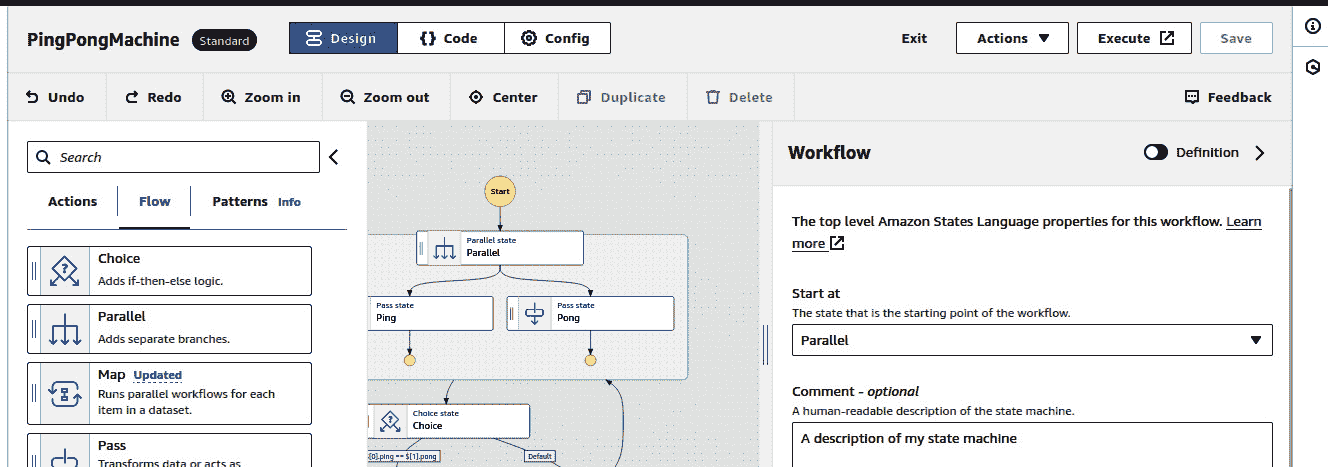 PingPongMachine Standard Design {} Code Config Exit Actions Execute Save
Undo Redo Zoom in Zoom out Center Duplicate Delete Feedback
Search
Actions Flow Patterns Info
Choice
Adds if-then-else logic.
Parallel
Adds separate branches.
Map Updated
Runs parallel workflows for each
item in a dataset.
Pass
Transforms data or acts as
Start
Parallel state
Parallel
Pass state
Ping
Pass state
Pong
Choice state
Choice
$[0].ping == $[1].pong
Default
Workflow Definition
The top level Amazon States Language properties for this workflow. Learn
more
Start at
The state that is the starting point of the workflow.
Parallel
Comment - optional
A human-readable description of the state machine.
A description of my state machine